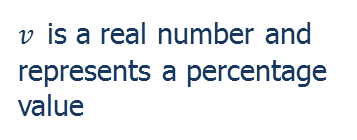 v is a real number and
represents a percentage
value